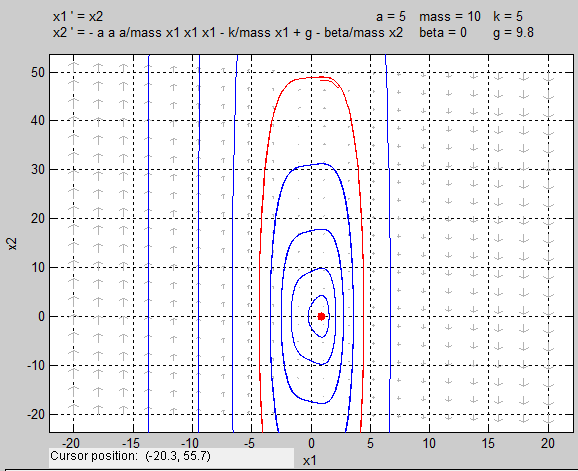 x1 ' = x2 a = 5 mass = 10 k = 5
x2 ' = - a a a/mass x1 x1 x1 - k/mass x1 + g - beta/mass x2 beta = 0 g = 9.8
50
40
30
20
10
0
-10
-20
x2
-20 -15 -10 -5 0 5 10 15 20
x1
Cursor position: (-20.3, 55.7)